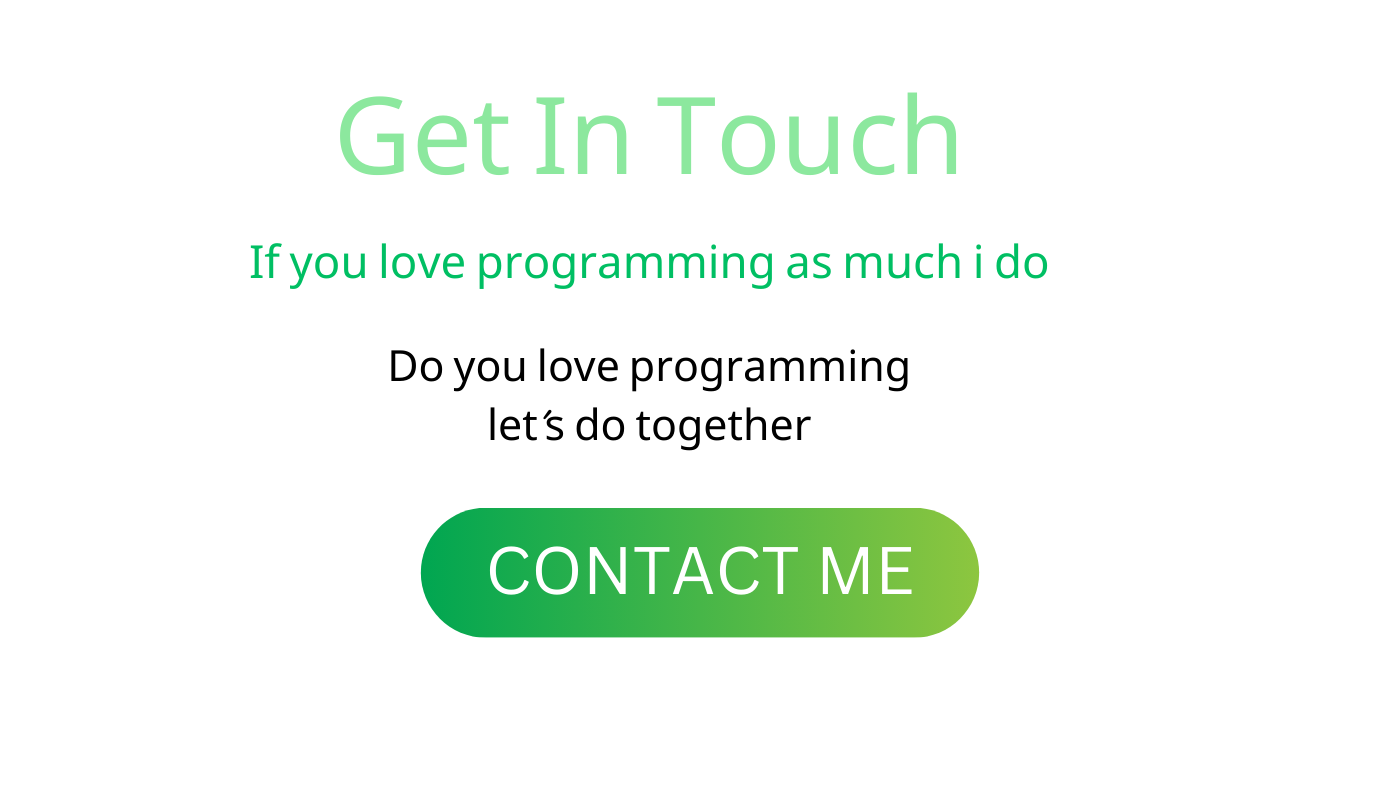 Get In Touch
If you love programming as much i do
Do you love programming
let´s do together
CONTACT ME